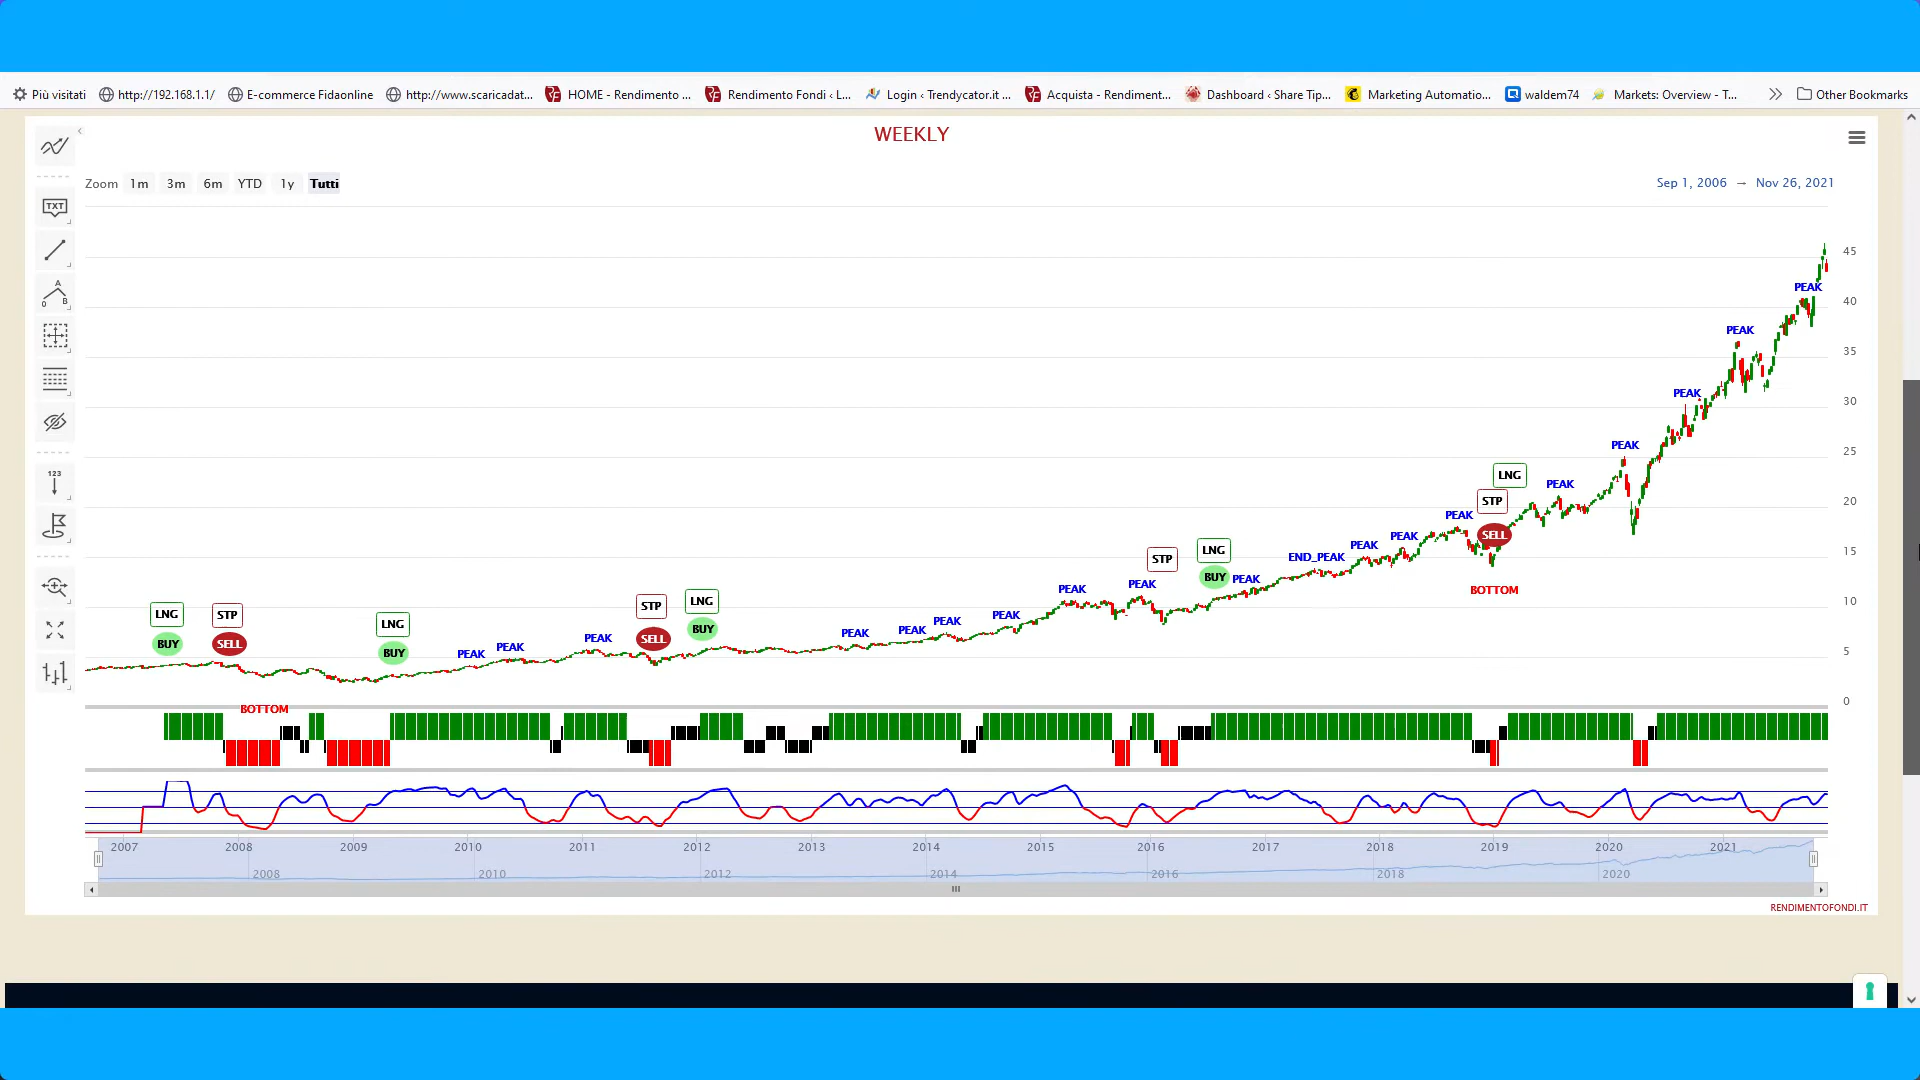 Più visitati http://192.168.1.1/ E-commerce Fidaonline http://www.scaricadat... HOME - Rendimento ... Rendimento Fondi ‹ L... Login ‹ Trendycator.it ... Acquista - Rendiment... Dashboard ‹ Share Tip... Marketing Automatio... waldem74 Markets: Overview - T... Other Bookmarks
WEEKLY
Zoom 1m 3m 6m YTD 1y Tutti Sep 1, 2006 → Nov 26, 2021
TXT
A
0 B
123
45
PEAK
40
PEAK
35
PEAK
30
PEAK
25
LNG
PEAK
STP
20
PEAK
SELL
PEAK
PEAK
END_PEAK
STP
LNG
15
BUY
PEAK
PEAK
PEAK
BOTTOM
10
LNG
STP
LNG
STP
LNG
PEAK
PEAK
PEAK
PEAK
BUY
SELL
BUY
SELL
BUY
PEAK
PEAK
PEAK
5
0
BOTTOM
2007 2008 2009 2010 2011 2012 2013 2014 2015 2016 2017 2018 2019 2020 2021
2008 2010 2012 2014 2016 2018 2020
RENDIMENTOFONDI.IT